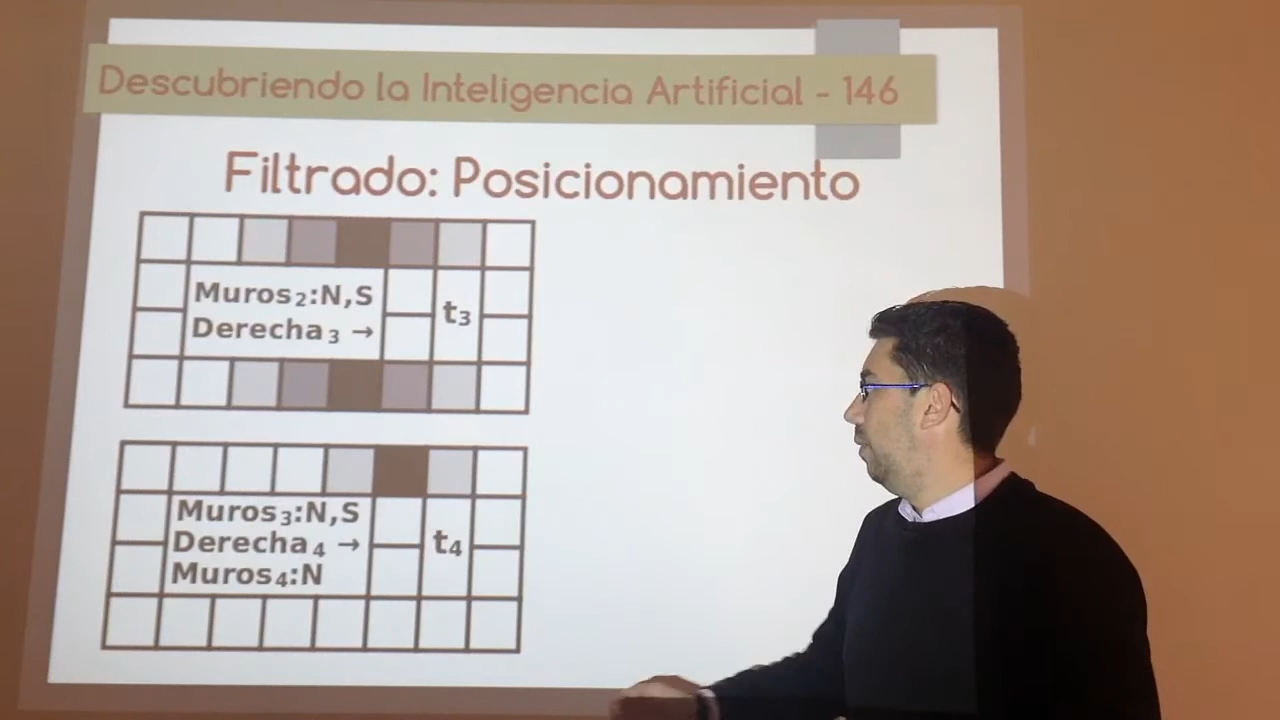 Descubriendo la Inteligencia Artificial - 146
Filtrado: Posicionamiento
Muros₂:N,S
Derecha₃ →
t₃
Muros₃:N,S
Derecha₄ →
Muros₄:N
t₄